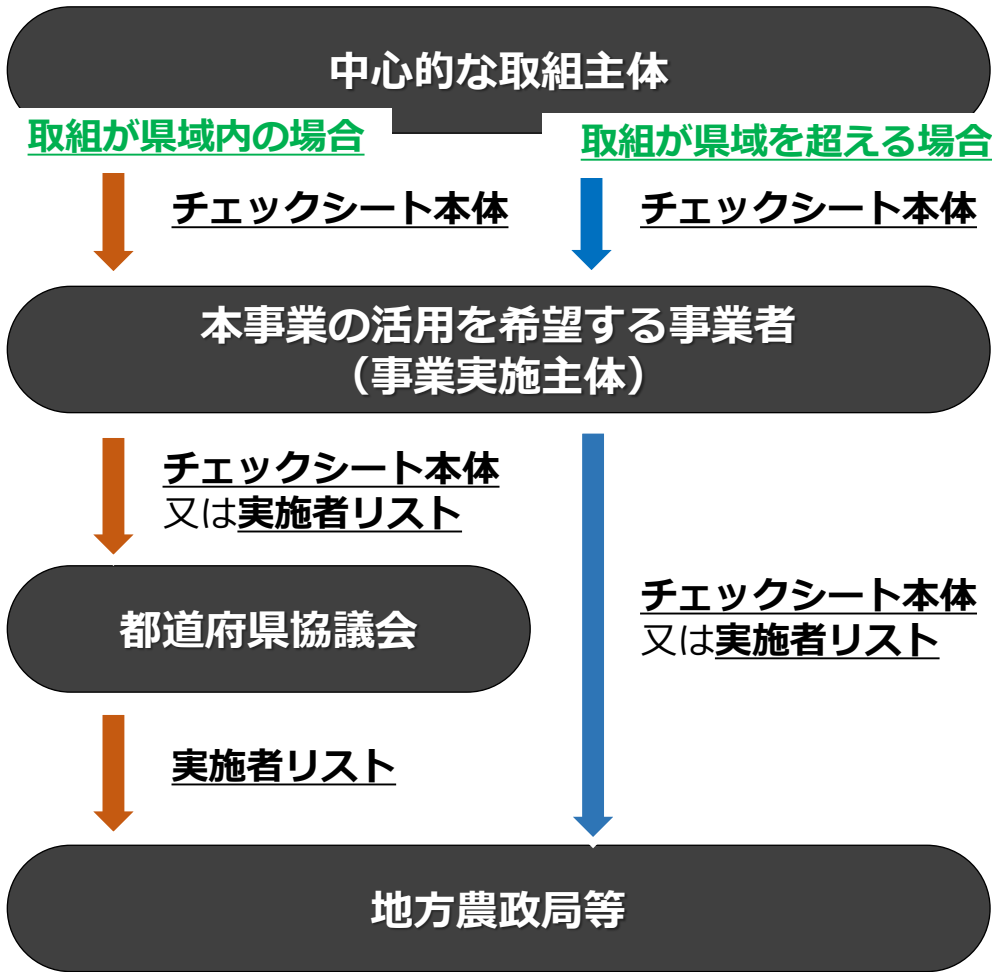 中心的な取組主体
取組が県域内の場合
取組が県域を超える場合
チェックシート本体
チェックシート本体
本事業の活用を希望する事業者
（事業実施主体）
チェックシート本体
又は実施者リスト
都道府県協議会
チェックシート本体
又は実施者リスト
実施者リスト
地方農政局等